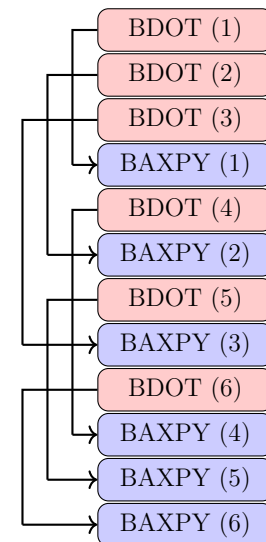 BDOT (1)
BDOT (2)
BDOT (3)
BAXPY (1)
BDOT (4)
BAXPY (2)
BDOT (5)
BAXPY (3)
BDOT (6)
BAXPY (4)
BAXPY (5)
BAXPY (6)